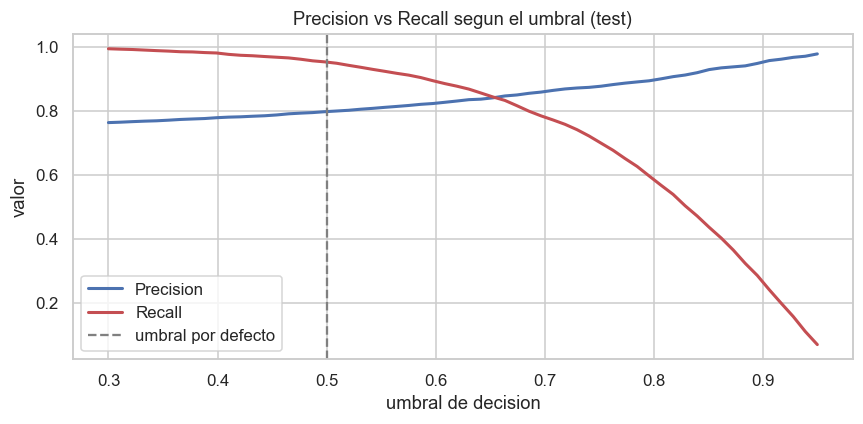 Precision vs Recall segun el umbral (test)
1.0
0.8
0.6
0.4
0.2
valor
Precision
Recall
umbral por defecto
0.3 0.4 0.5 0.6 0.7 0.8 0.9
umbral de decision